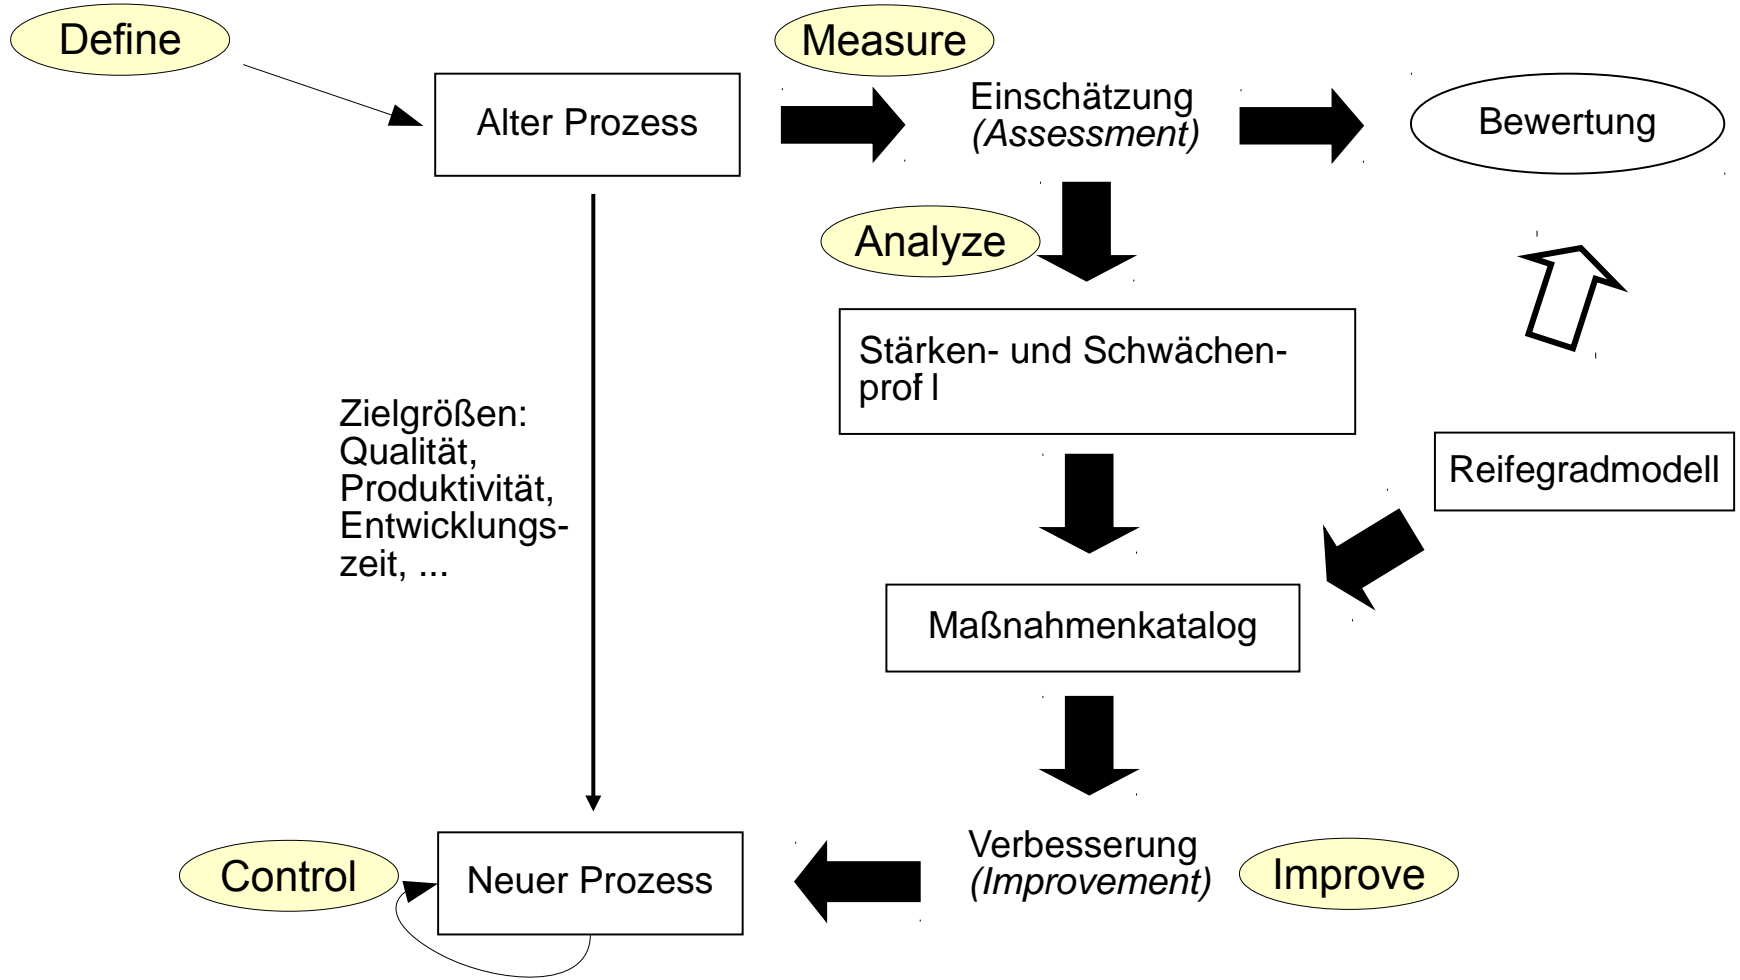 Define
Measure
Alter Prozess
Einschätzung
(Assessment)
Bewertung
Analyze
Stärken- und Schwächen-
prof l
Zielgrößen:
Qualität,
Produktivität,
Entwicklungs-
zeit, ...
Reifegradmodell
Maßnahmenkatalog
Verbesserung
(Improvement)
Improve
Control
Neuer Prozess